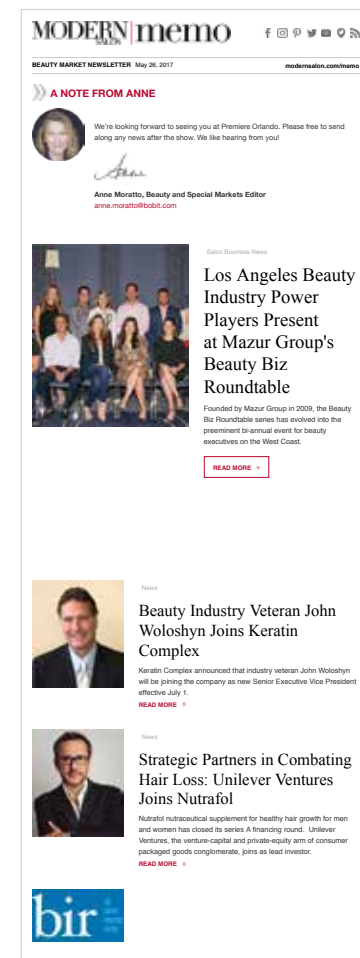 MODERN SALON memo
BEAUTY MARKET NEWSLETTER May 26, 2017
modernsalon.com/memo
A NOTE FROM ANNE
We're looking forward to seeing you at Premiere Orlando. Please free to send
along any news after the show. We like hearing from you!
Anne
Anne Moratto, Beauty and Special Markets Editor
anne.moratto@bobit.com
Salon Business News
Los Angeles Beauty
Industry Power
Players Present
at Mazur Group's
Beauty Biz
Roundtable
Founded by Mazur Group in 2009, the Beauty
Biz Roundtable series has evolved into the
preeminent bi-annual event for beauty
executives on the West Coast.
READ MORE +
News
Beauty Industry Veteran John
Woloshyn Joins Keratin
Complex
Keratin Complex announced that industry veteran John Woloshyn
will be joining the company as new Senior Executive Vice President
effective July 1.
READ MORE +
News
Strategic Partners in Combating
Hair Loss: Unilever Ventures
Joins Nutrafol
Nutrafol nutraceutical supplement for healthy hair growth for men
and women has closed its series A financing round. Unilever
Ventures, the venture-capital and private-equity arm of consumer
packaged goods conglomerate, joins as lead investor.
READ MORE +
bir